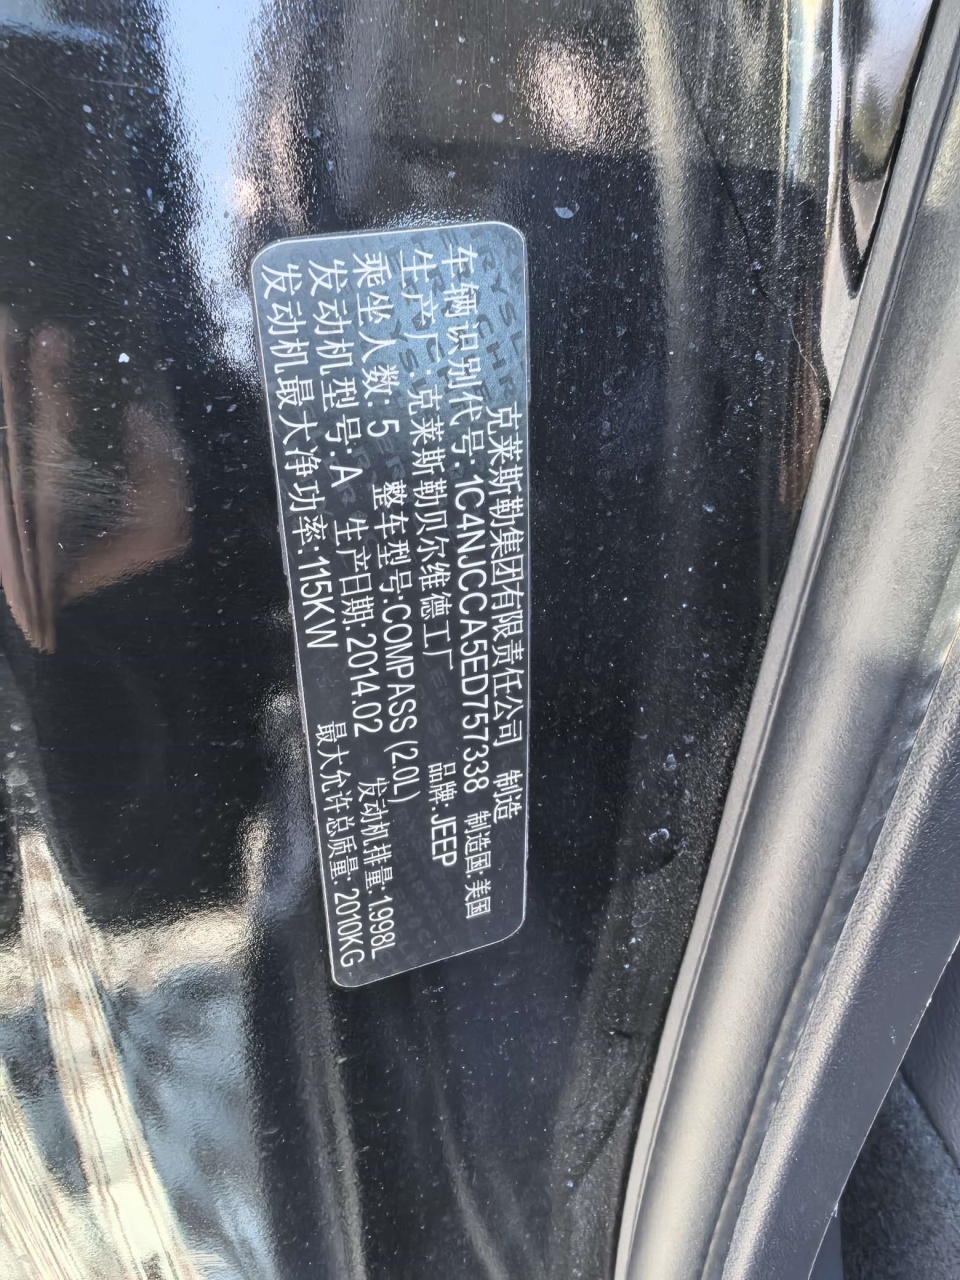 克莱斯勒集团有限责任公司 制造
车辆识别代号:1C4NJCCA5ED757338 制造国:美国
生产厂:克莱斯勒贝尔维德工厂 品牌:JEEP
乘坐人数:5 整车型号:COMPASS (2.0L)
发动机型号:A 生产日期:2014.02 发动机排量:1.998L
发动机最大净功率:115KW 最大允许总质量:2010KG